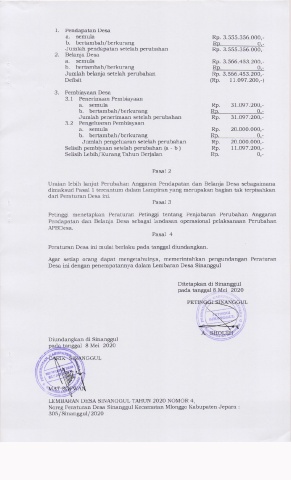 1. Pendapatan Desa
a. semula Rp. 3.555.356.000,-
b. bertambah/berkurang Rp. 0,-
Jumlah pendapatan setelah perubahan Rp. 3.555.356.000,
2. Belanja Desa
a. semula Rp. 3.566.453.200,-
b. bertambah/berkurang Rp. 0,-
Jumlah belanja setelah perubahan Rp. 3.566.453.200,-
Defisit (Rp. 11.097.200,-)
3. Pembiayaan Desa
3.1 Penerimaan Pembiayaan
a. semula Rp. 31.097.200,-
b. bertambah/berkurang Rp. 0,-
Jumlah penerimaan setelah perubahan Rp. 31.097.200,-
3.2 Pengeluaran Pembiayaan
a. semula Rp. 20.000.000,-
b. bertambah/berkurang Rp. 0,-
Jumlah pengeluaran setelah perubahan Rp. 20.000.000,-
Selisih pembiayaan setelah perubahan (a – b) Rp. 11.097.200,-
Selisih Lebih/Kurang Tahun Berjalan Rp. 0,-
Pasal 2
Uraian lebih lanjut Perubahan Anggaran Pendapatan dan Belanja Desa sebagaimana
dimaksud Pasal 1 tercantum dalam Lampiran yang merupakan bagian tak terpisahkan
dari Peraturan Desa ini
Pasal 3
Petinggi menetapkan Peraturan Petinggi tentang Penjabaran Perubahan Anggaran
Pendapatan dan Belanja Desa sebagai landasan operasional pelaksanaan Perubahan
APBDesa.
Pasal 4
Peraturan Desa ini mulai berlaku pada tanggal diundangkan.
Agar setiap orang dapat mengetahuinya, memerintahkan pengundangan Peraturan
Desa ini dengan penempatannya dalam Lembaran Desa Sinanggul
Ditetapkan di Sinanggul
pada tanggal 8 Mei 2020
PETINGGI SINANGGUL
Diundangkan di Sinanggul
pada tanggal 8 Mei 2020
LEMBARAN DESA SINANGGUL TAHUN 2020 NOMOR 4,
Noreg Peraturan Desa Sinanggul Kecamatan Mlonggo Kabupaten Jepara :
305/Sinanggul/2020